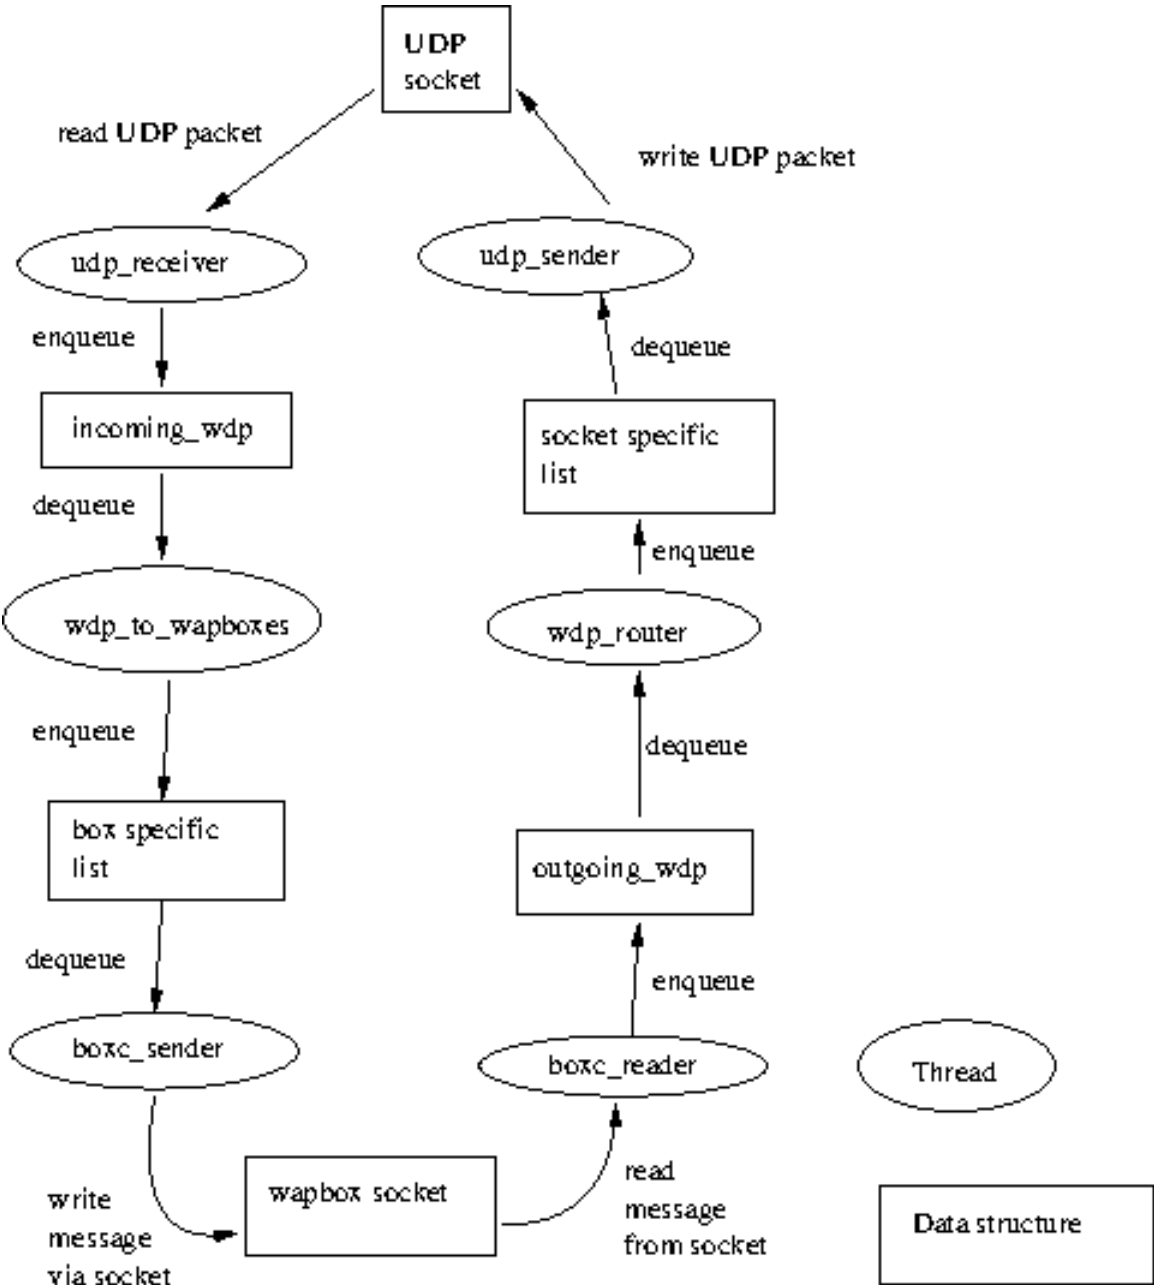 UDP
socket
read UDP packet
write UDP packet
udp_receiver
udp_sender
enqueue
dequeue
incoming_wdp
socket specific
list
dequeue
enqueue
wdp_to_wapboxes
wdp_router
enqueue
dequeue
box specific
list
outgoing_wdp
dequeue
enqueue
boxc_sender
boxc_reader
Thread
write
message
via socket
wapbox socket
read
message
from socket
Data structure